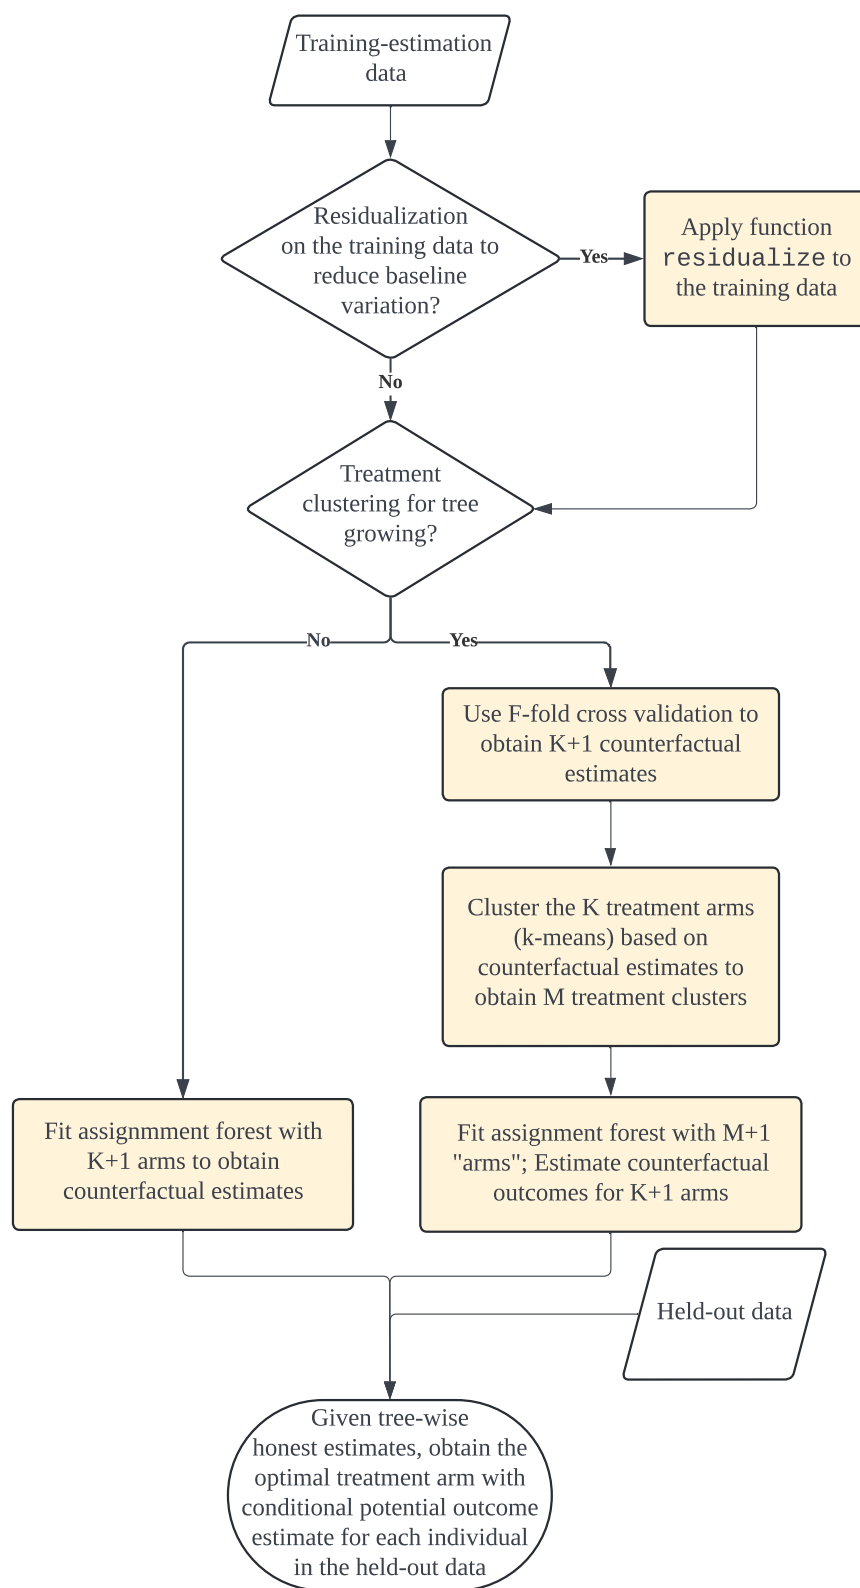 Training-estimation
data
Residualization
on the training data to
reduce baseline
variation?
Yes
Apply function
residualize to
the training data
No
Treatment
clustering for tree
growing?
No
Yes
Use F-fold cross validation to
obtain K+1 counterfactual
estimates
Cluster the K treatment arms
(k-means) based on
counterfactual estimates to
obtain M treatment clusters
Fit assignmment forest with
K+1 arms to obtain
counterfactual estimates
Fit assignment forest with M+1
"arms"; Estimate counterfactual
outcomes for K+1 arms
Held-out data
Given tree-wise
honest estimates, obtain the
optimal treatment arm with
conditional potential outcome
estimate for each individual
in the held-out data